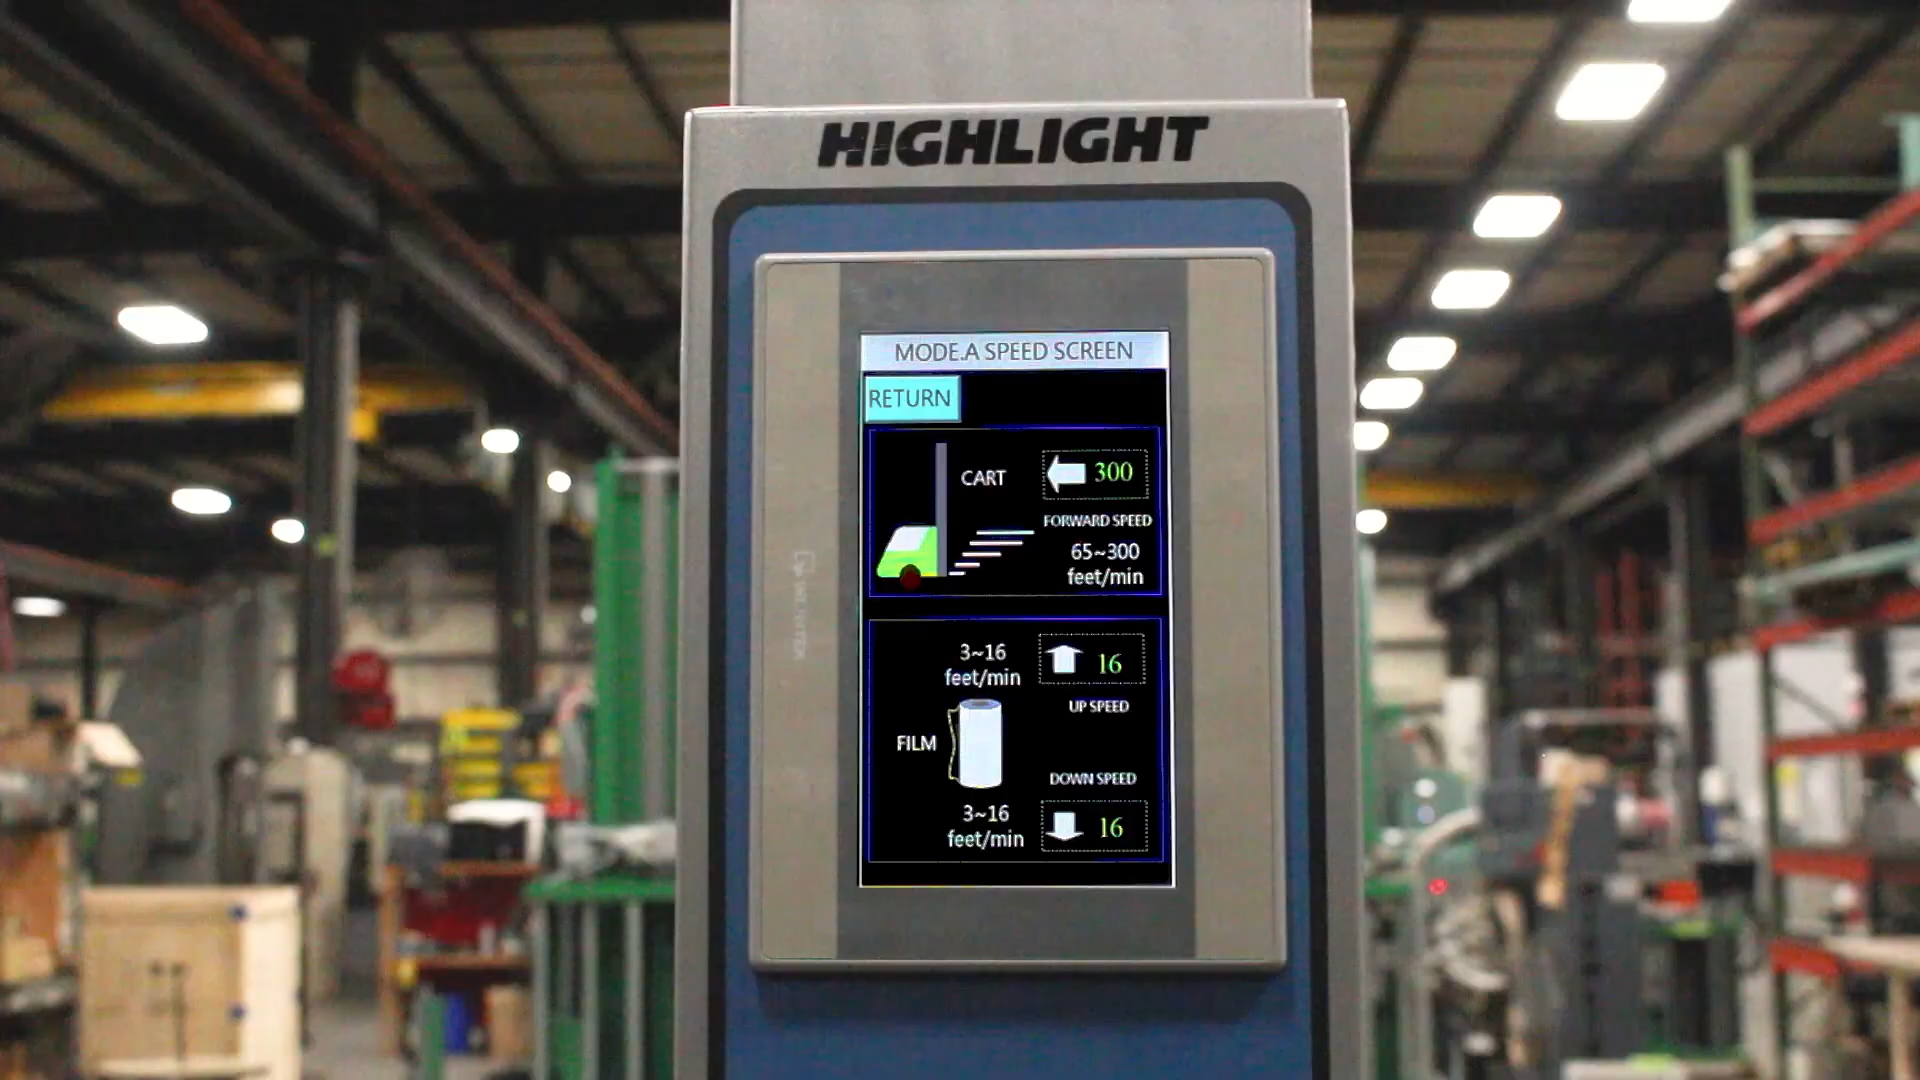 HIGHLIGHT
MODE.A SPEED SCREEN
RETURN
CART
300
FORWARD SPEED
65~300
feet/min
3~16
feet/min
16
UP SPEED
FILM
DOWN SPEED
3~16
feet/min
16